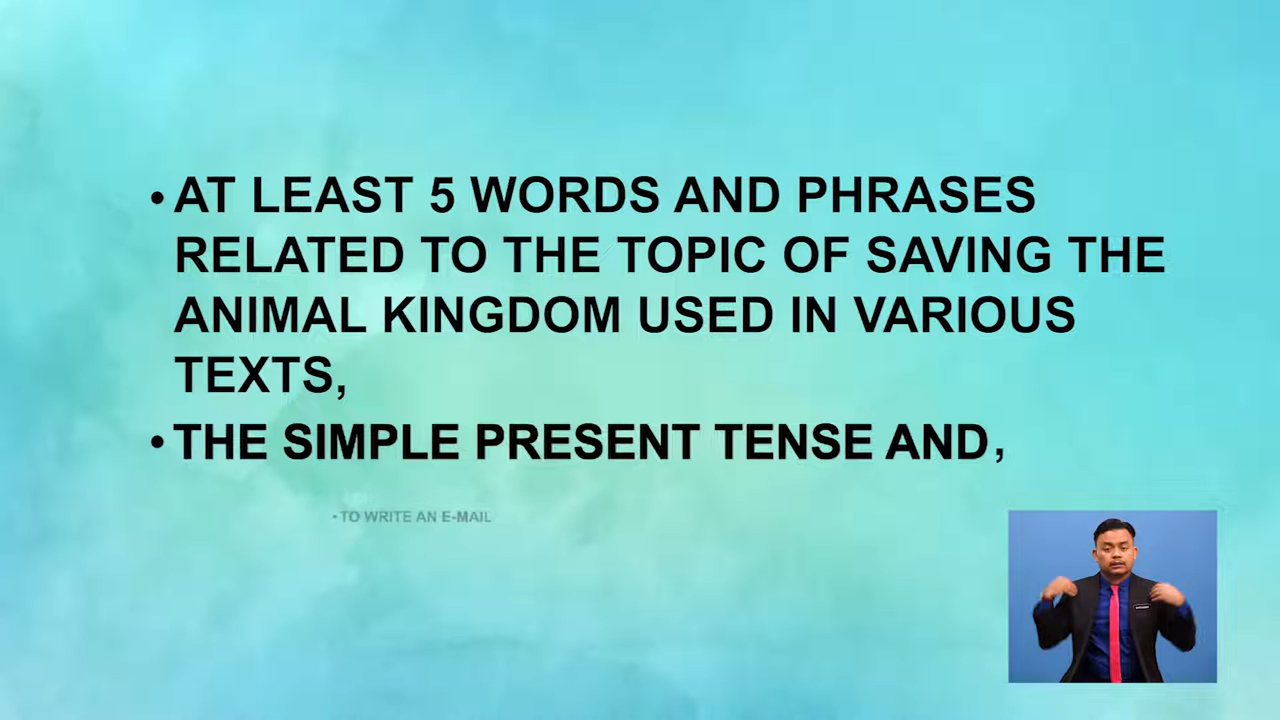 • AT LEAST 5 WORDS AND PHRASES
RELATED TO THE TOPIC OF SAVING THE
ANIMAL KINGDOM USED IN VARIOUS
TEXTS,
• THE SIMPLE PRESENT TENSE AND,
• TO WRITE AN E-MAIL